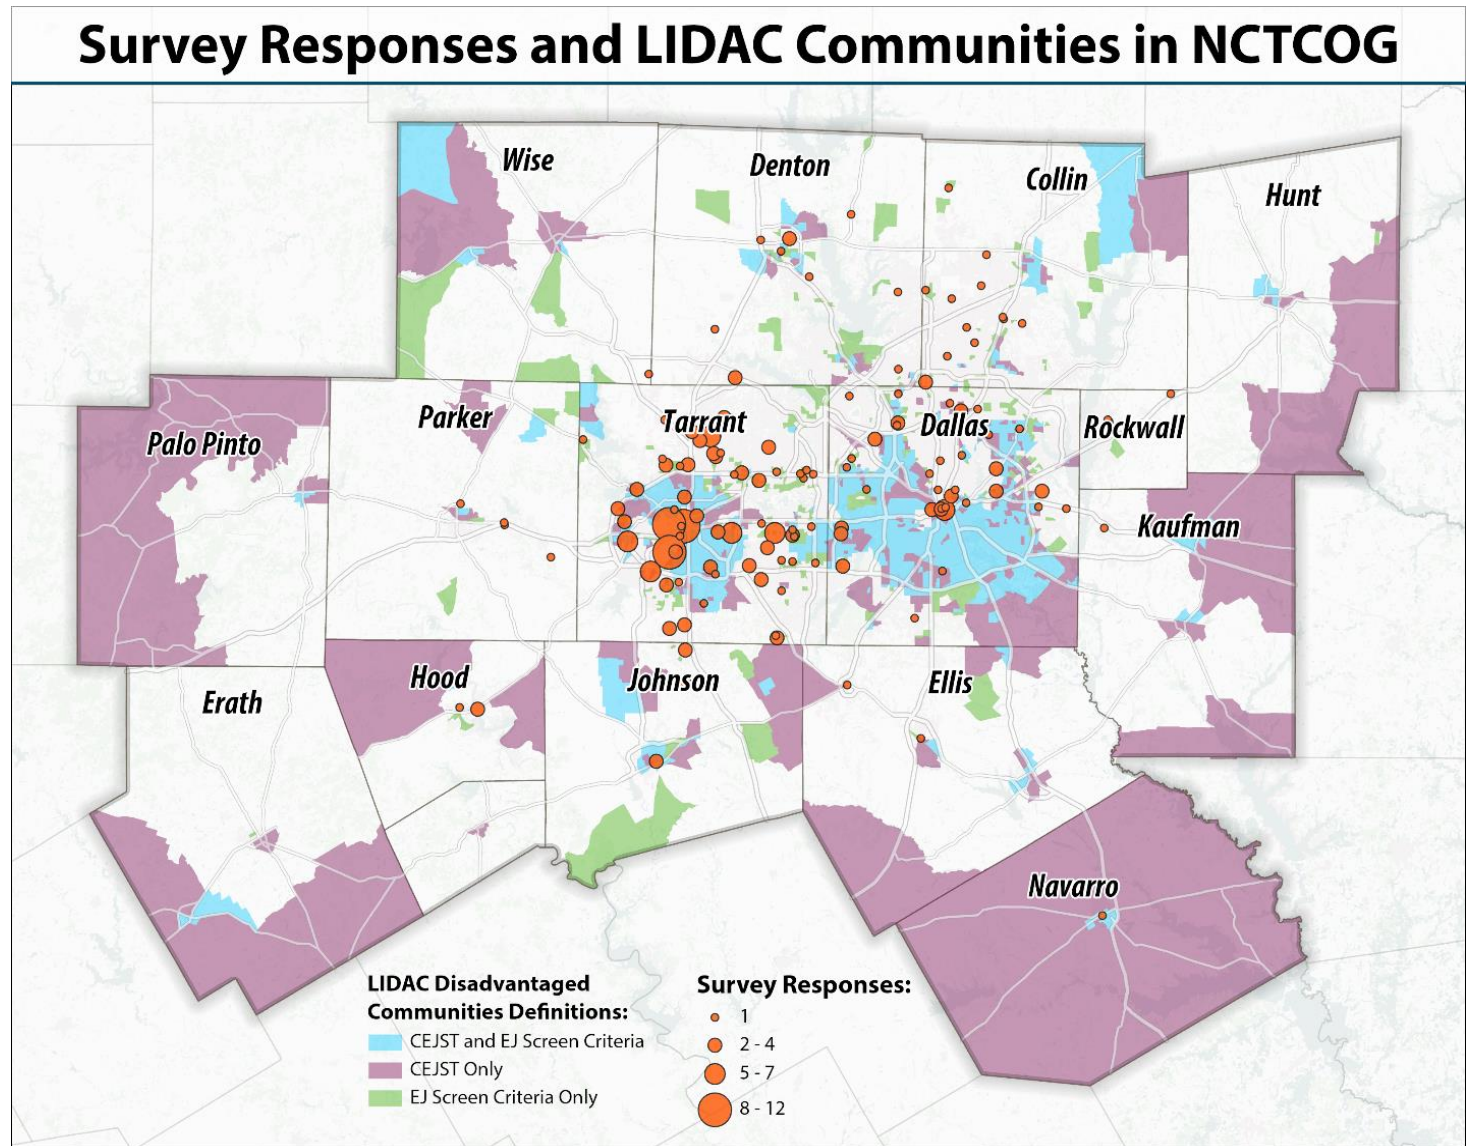 Survey Responses and LIDAC Communities in NCTCOG
Wise
Denton
Collin
Hunt
Palo Pinto
Parker
Tarrant
Dallas
Rockwall
Kaufman
Erath
Hood
Johnson
Ellis
Navarro
LIDAC Disadvantaged
Communities Definitions:
CEJST and EJ Screen Criteria
CEJST Only
EJ Screen Criteria Only
Survey Responses:
1
2 - 4
5 - 7
8 - 12